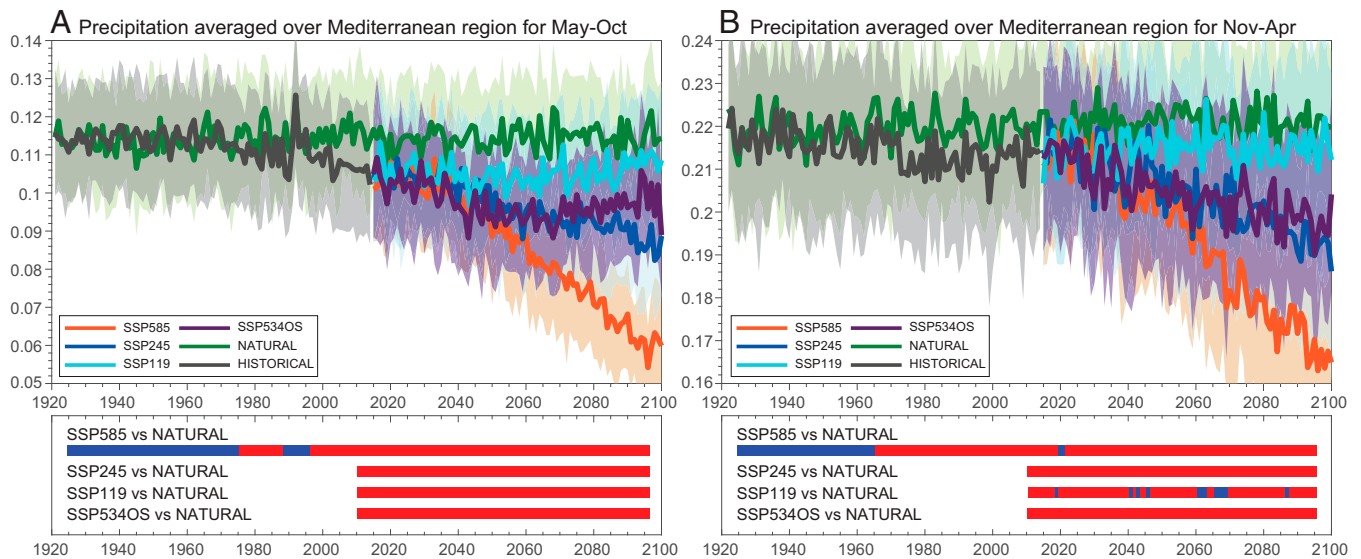 A Precipitation averaged over Mediterranean region for May-Oct
0.14
0.13
0.12
0.11
0.1
0.09
0.08
0.07
0.06
0.05
SSP585
SSP245
SSP119
SSP534OS
NATURAL
HISTORICAL
1920 1940 1960 1980 2000 2020 2040 2060 2080 2100
SSP585 vs NATURAL
SSP245 vs NATURAL
SSP119 vs NATURAL
SSP534OS vs NATURAL
1920 1940 1960 1980 2000 2020 2040 2060 2080 2100
B Precipitation averaged over Mediterranean region for Nov-Apr
0.24
0.23
0.22
0.21
0.2
0.19
0.18
0.17
0.16
SSP585
SSP245
SSP119
SSP534OS
NATURAL
HISTORICAL
1920 1940 1960 1980 2000 2020 2040 2060 2080 2100
SSP585 vs NATURAL
SSP245 vs NATURAL
SSP119 vs NATURAL
SSP534OS vs NATURAL
1920 1940 1960 1980 2000 2020 2040 2060 2080 2100